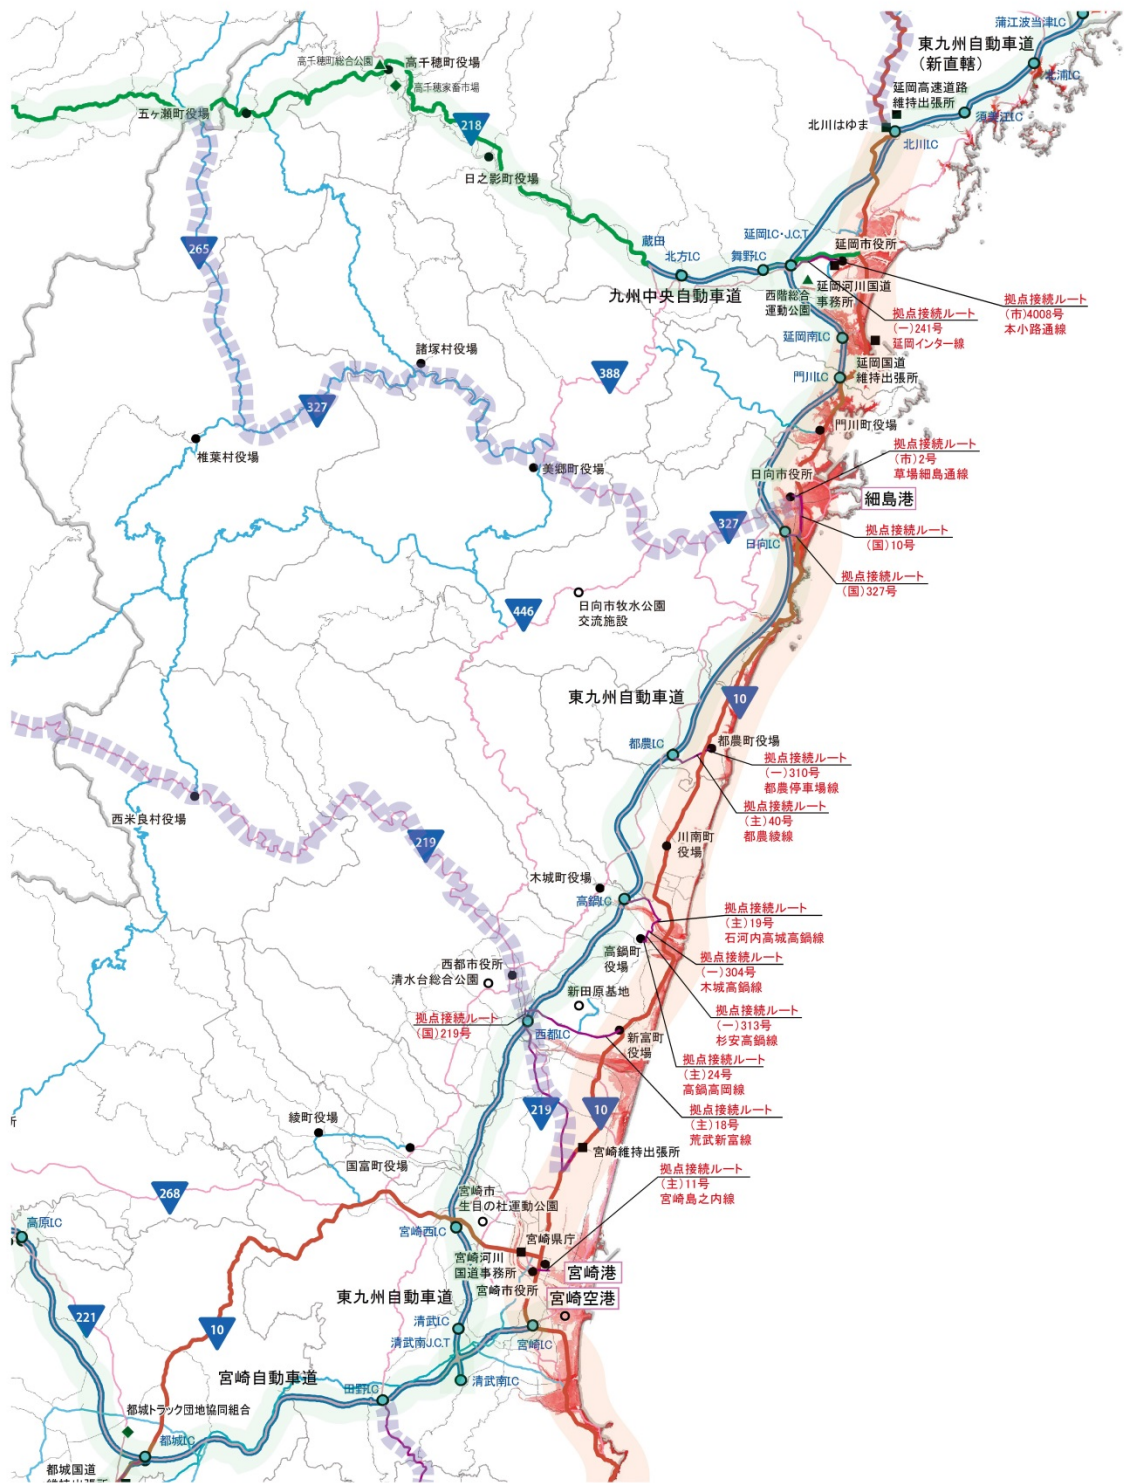 蒲江波当津I.C
東九州自動車道
(新直轄)
北浦I.C
延岡高速道路
維持出張所
須美江I.C
北川はゆま
北川I.C
高千穂町総合公園
高千穂町役場
高千穂家畜市場
五ヶ瀬町役場
218
日之影町役場
265
蔵田
北方I.C
舞野I.C
延岡I.C・J.C.T
延岡市役所
九州中央自動車道
西階総合
運動公園
延岡河川国道
事務所
拠点接続ルート
(一)241号
延岡インター線
拠点接続ルート
(市)4008号
本小路通線
延岡南I.C
延岡国道
維持出張所
諸塚村役場
388
門川I.C
327
門川町役場
椎葉村役場
美郷町役場
拠点接続ルート
(市)2号
草場細島通線
日向市役所
細島港
327
日向I.C
拠点接続ルート
(国)10号
拠点接続ルート
(国)327号
446
日向市牧水公園
交流施設
東九州自動車道
10
都農I.C
都農町役場
拠点接続ルート
(一)310号
都農停車場線
拠点接続ルート
(主)40号
都農綾線
西米良村役場
219
川南町
役場
木城町役場
高鍋I.C
拠点接続ルート
(主)19号
石河内高城高鍋線
高鍋町
役場
拠点接続ルート
(一)304号
木城高鍋線
西都市役所
清水台総合公園
新田原基地
拠点接続ルート
(一)313号
杉安高鍋線
拠点接続ルート
(国)219号
西都I.C
新富町
役場
拠点接続ルート
(主)24号
高鍋高岡線
拠点接続ルート
(主)18号
荒武新富線
219
10
綾町役場
国富町役場
宮崎維持出張所
拠点接続ルート
(主)11号
宮崎島之内線
268
宮崎市
生目の杜運動公園
高原I.C
宮崎西I.C
宮崎県庁
宮崎河川
国道事務所
宮崎港
宮崎市役所
宮崎空港
東九州自動車道
221
10
清武I.C
清武南J.C.T
宮崎I.C
宮崎自動車道
田野I.C
清武南I.C
都城トラック団地協同組合
都城I.C
都城国道
所